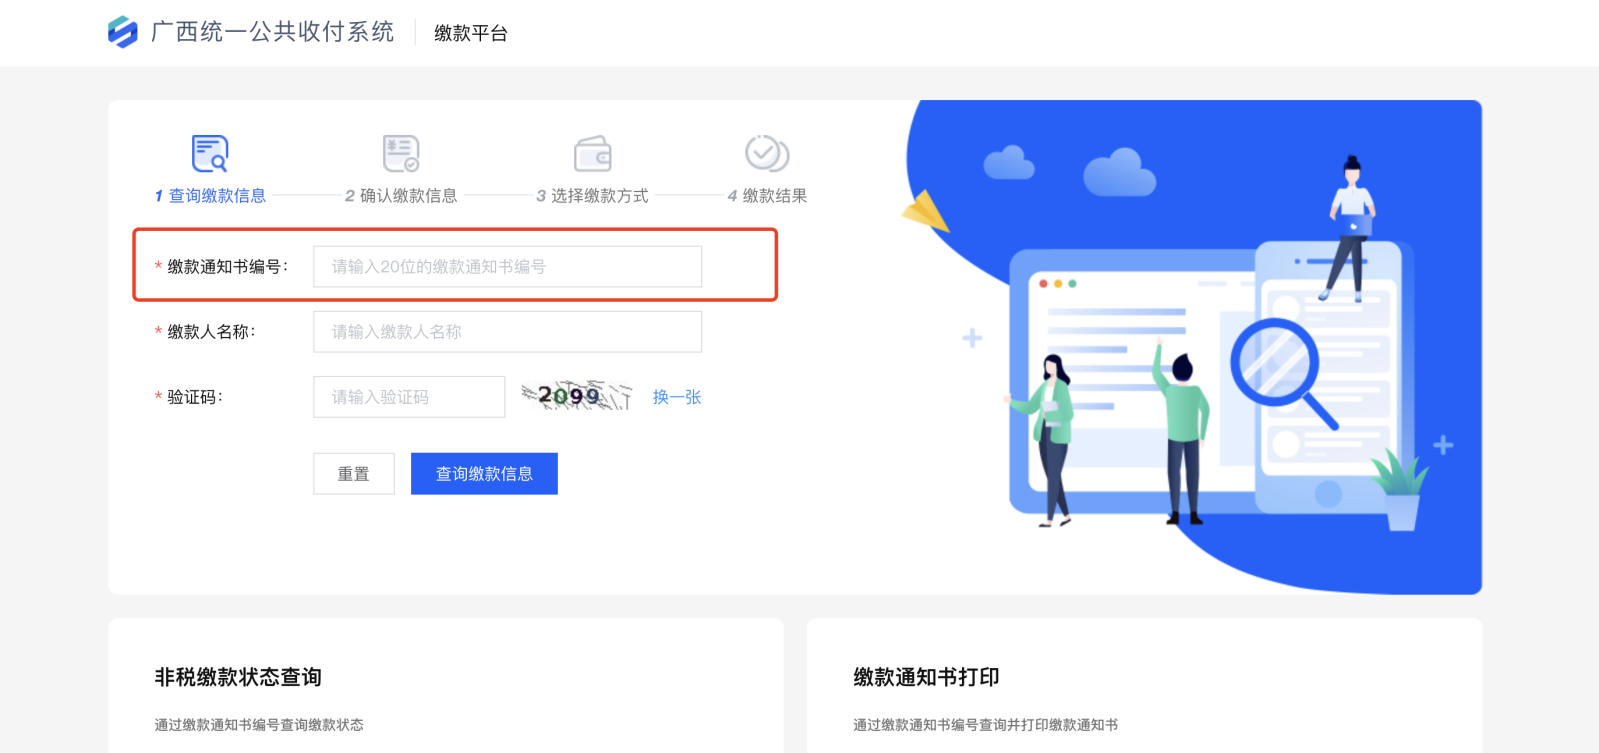 广西统一公共收付系统 缴款平台
1 查询缴款信息 2 确认缴款信息 3 选择缴款方式 4 缴款结果
* 缴款通知书编号： 请输入20位的缴款通知书编号
* 缴款人名称： 请输入缴款人名称
* 验证码： 请输入验证码 2099 换一张
重置 查询缴款信息
非税缴款状态查询
通过缴款通知书编号查询缴款状态
缴款通知书打印
通过缴款通知书编号查询并打印缴款通知书